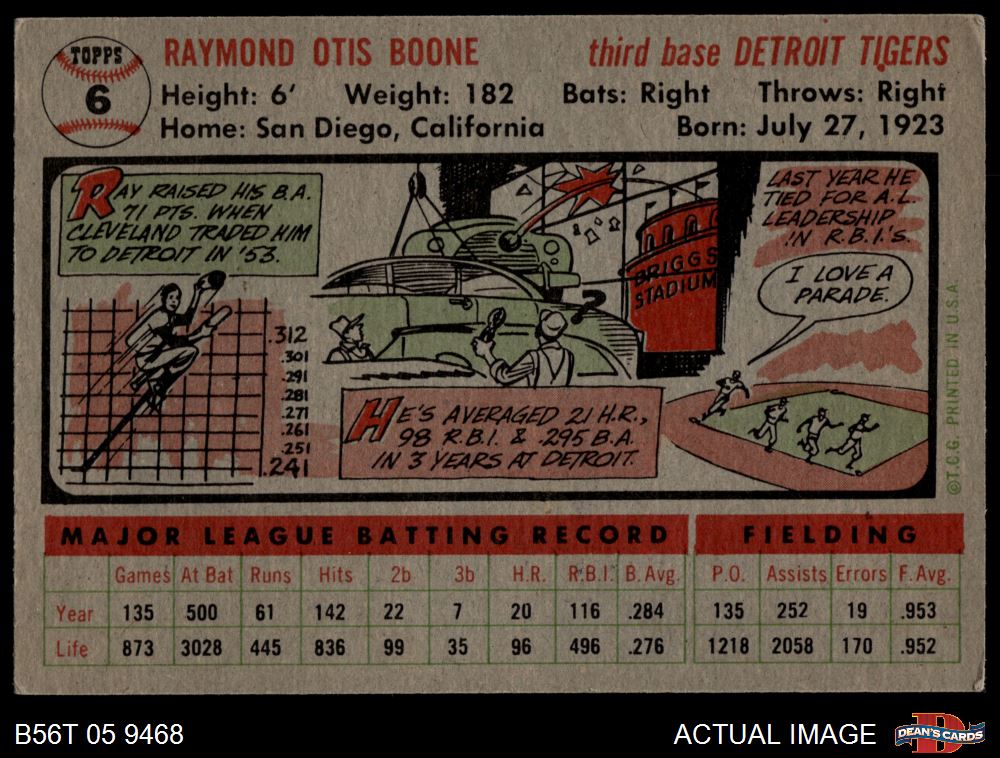 TOPPS
6
RAYMOND OTIS BOONE
third base DETROIT TIGERS
Height: 6' Weight: 182 Bats: Right Throws: Right
Home: San Diego, California Born: July 27, 1923
RAY RAISED HIS B.A.
71 PTS. WHEN
CLEVELAND TRADED HIM
TO DETROIT IN '53.
.312
.301
.291
.281
.271
.261
.251
.241
?
BRIGGS
STADIUM
HE'S AVERAGED 21 H.R.,
98 R.B.I. & .295 B.A.
IN 3 YEARS AT DETROIT.
LAST YEAR HE
TIED FOR A.L.
LEADERSHIP
IN R.B.I.'S.
I LOVE A
PARADE.
©T.C.G. PRINTED IN U.S.A.
MAJOR LEAGUE BATTING RECORD FIELDING
Games At Bat Runs Hits 2b 3b H.R. R.B.I. B. Avg. P.O. Assists Errors F. Avg.
Year 135 500 61 142 22 7 20 116 .284 135 252 19 .953
Life 873 3028 445 836 99 35 96 496 .276 1218 2058 170 .952
B56T 05 9468 ACTUAL IMAGE
D
DEAN'S CARDS